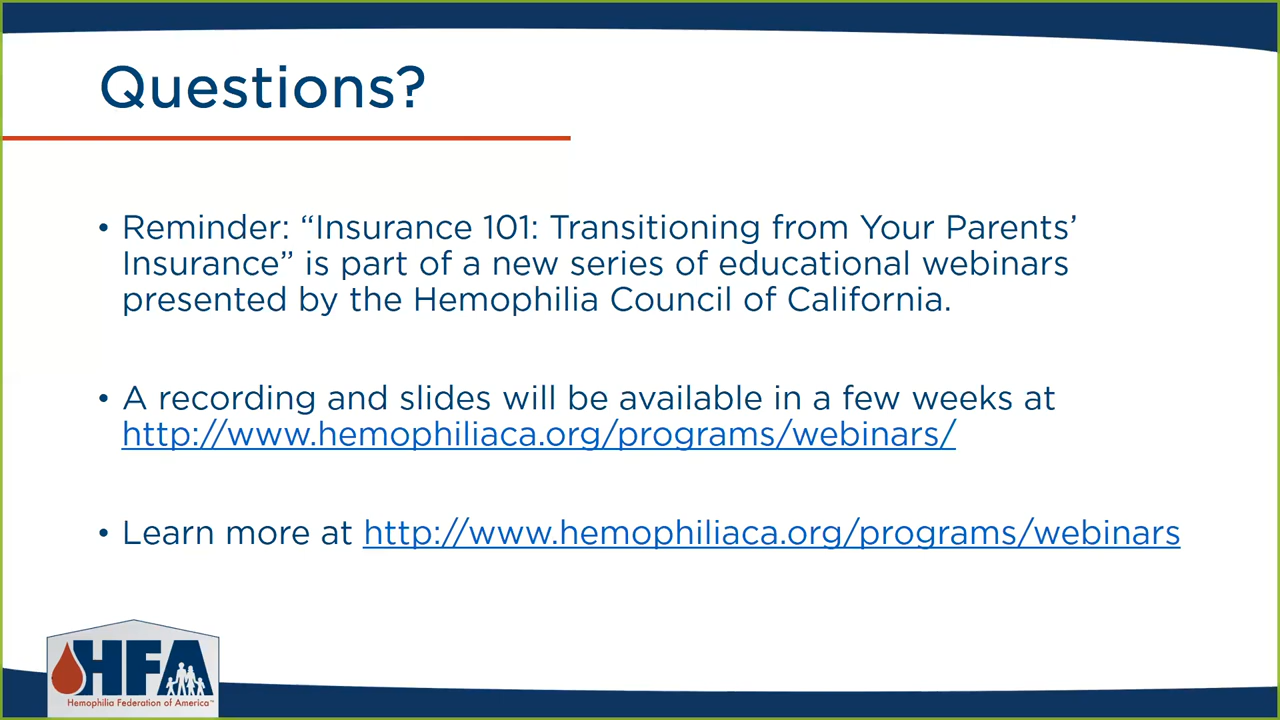 Questions?
• Reminder: “Insurance 101: Transitioning from Your Parents’
Insurance” is part of a new series of educational webinars
presented by the Hemophilia Council of California.
• A recording and slides will be available in a few weeks at
http://www.hemophiliaca.org/programs/webinars/
• Learn more at http://www.hemophiliaca.org/programs/webinars
HFA
Hemophilia Federation of America™